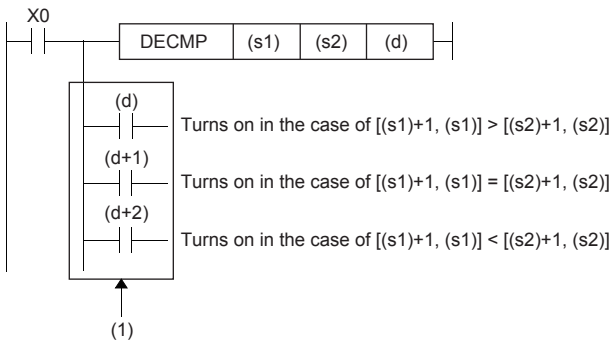 X0
DECMP (s1) (s2) (d)
(d)
Turns on in the case of [(s1)+1, (s1)] > [(s2)+1, (s2)]
(d+1)
Turns on in the case of [(s1)+1, (s1)] = [(s2)+1, (s2)]
(d+2)
Turns on in the case of [(s1)+1, (s1)] < [(s2)+1, (s2)]
(1)